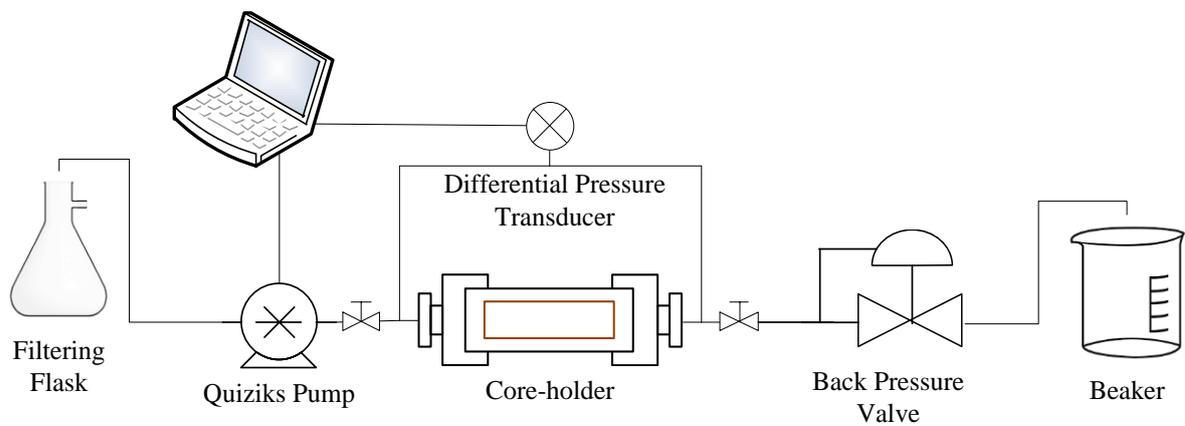 Differential Pressure
Transducer
Filtering
Flask
Quiziks Pump
Core-holder
Back Pressure
Valve
Beaker